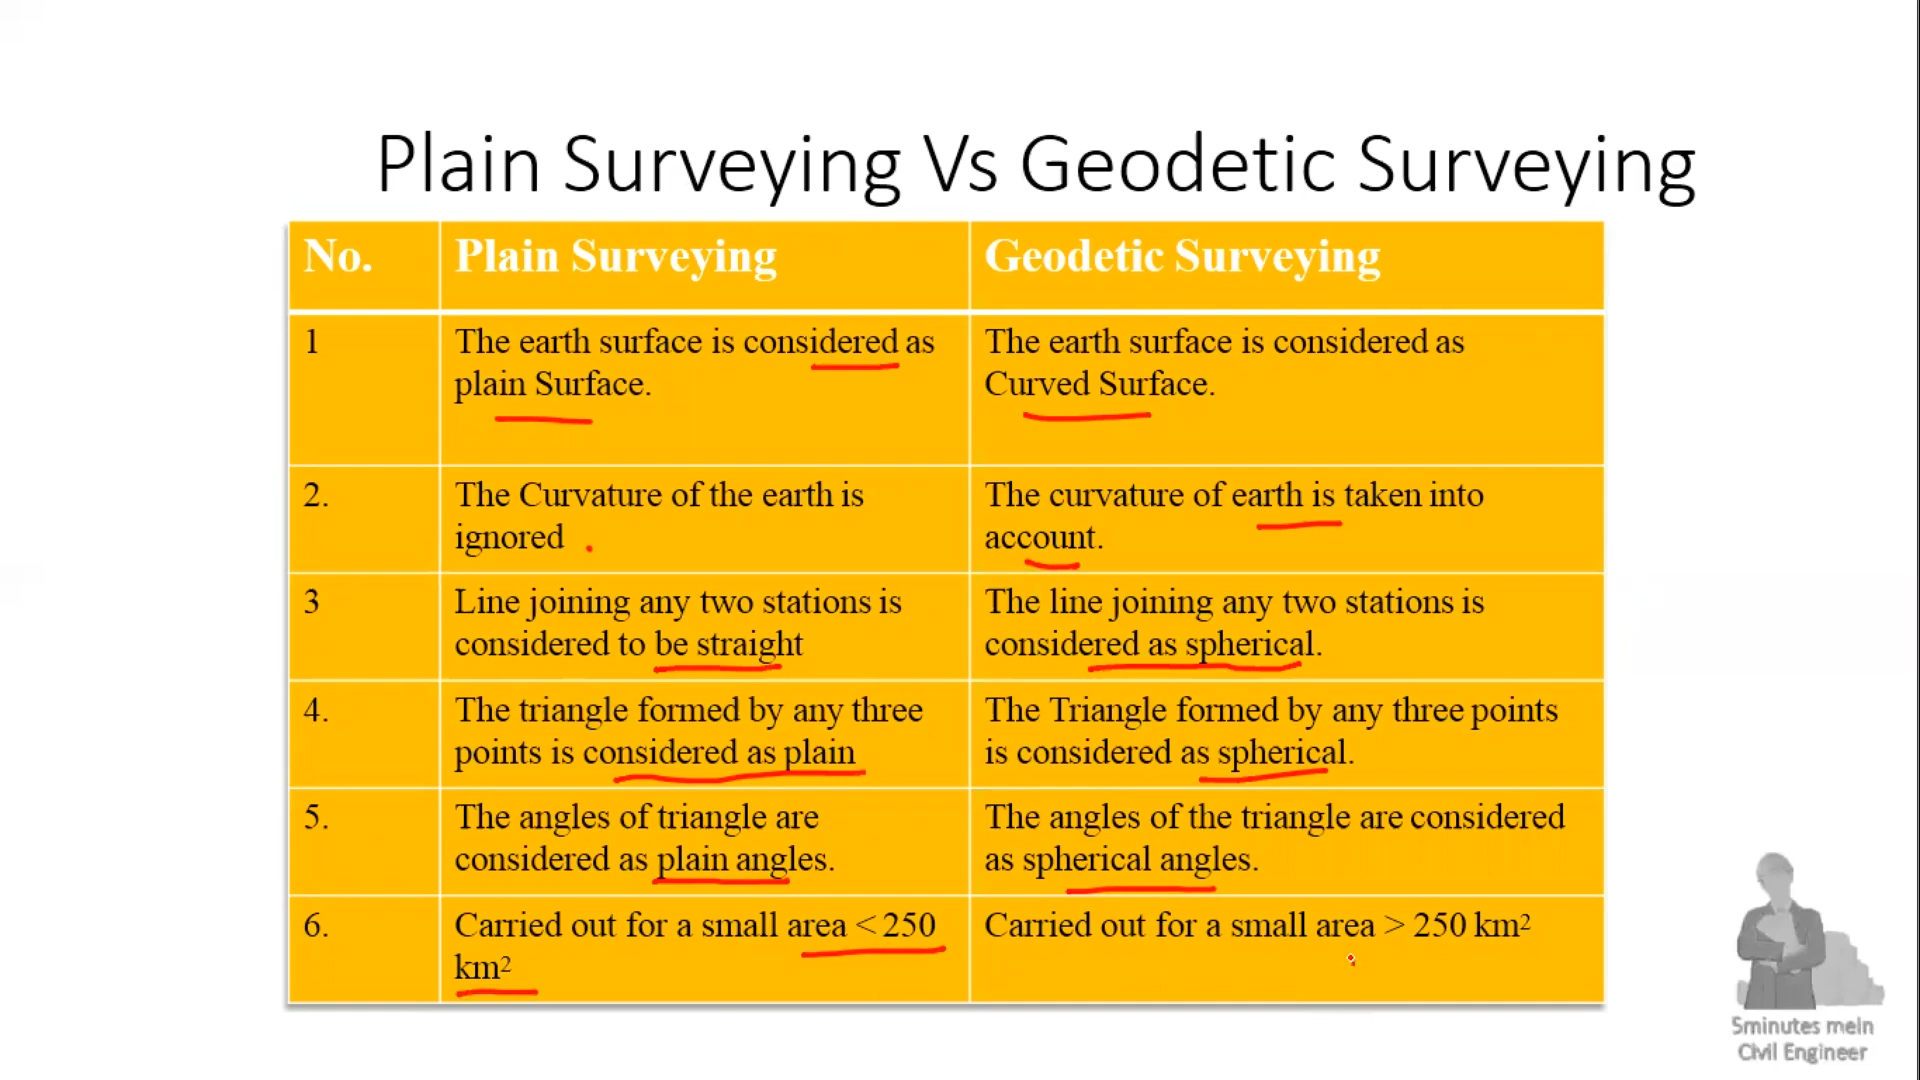 Plain Surveying Vs Geodetic Surveying
No.
Plain Surveying
Geodetic Surveying
1
The earth surface is considered as
plain Surface.
The earth surface is considered as
Curved Surface.
2.
The Curvature of the earth is
ignored
The curvature of earth is taken into
account.
3
Line joining any two stations is
considered to be straight
The line joining any two stations is
considered as spherical.
4.
The triangle formed by any three
points is considered as plain
The Triangle formed by any three points
is considered as spherical.
5.
The angles of triangle are
considered as plain angles.
The angles of the triangle are considered
as spherical angles.
6.
Carried out for a small area < 250
km²
Carried out for a small area > 250 km²
5minutes mein
Civil Engineer